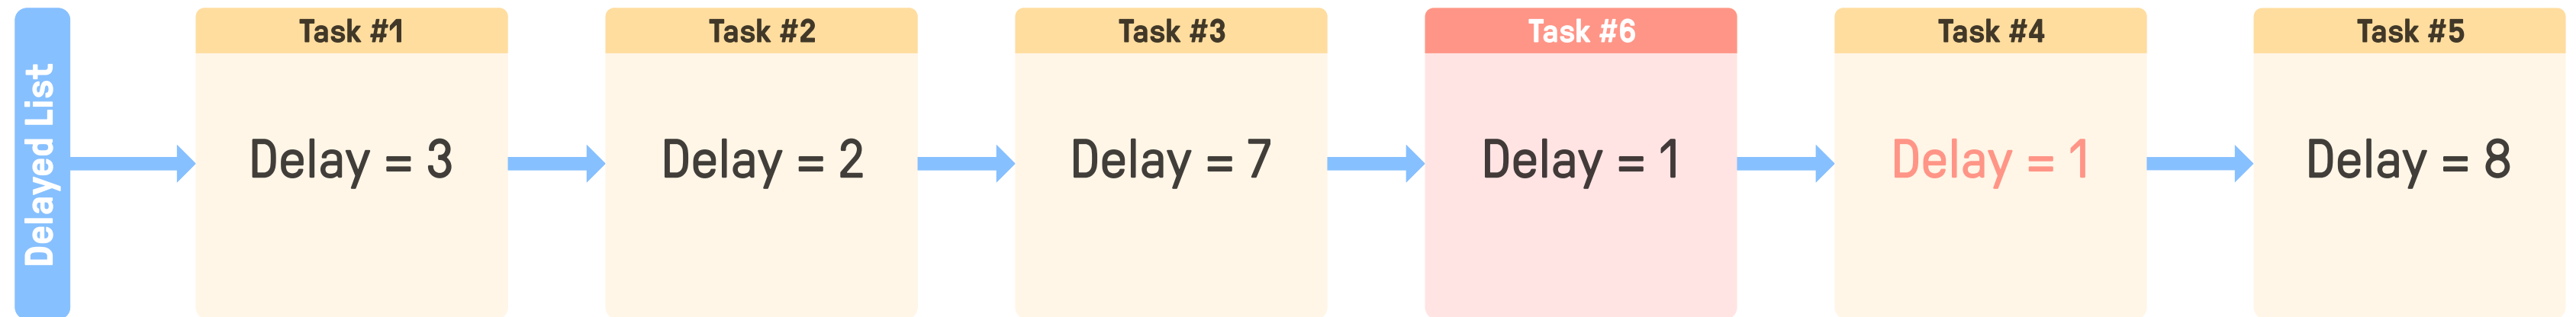 Delayed List
Task #1
Delay = 3
Task #2
Delay = 2
Task #3
Delay = 7
Task #6
Delay = 1
Task #4
Delay = 1
Task #5
Delay = 8